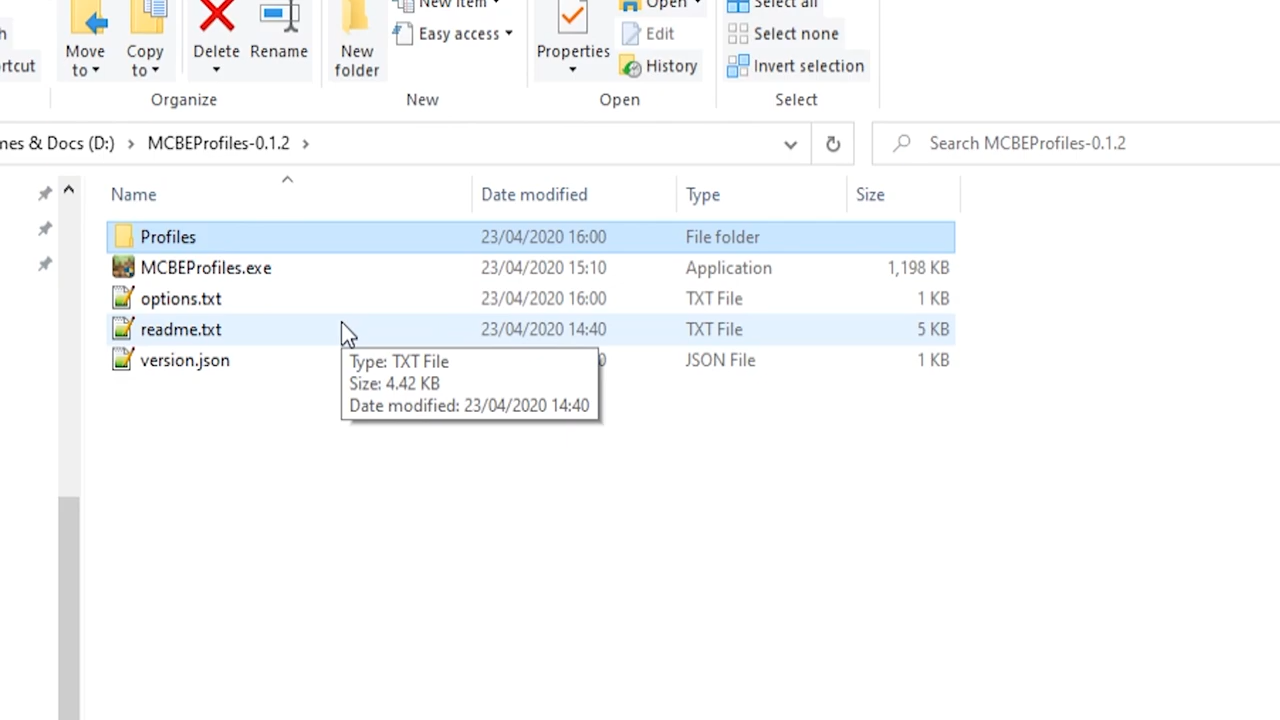 New item
Open
Select all
h
Easy access
Edit
Select none
Move to
Copy to
Delete
Rename
New folder
Properties
History
Invert selection
rtcut
Organize
New
Open
Select
mes & Docs (D:) > MCBEProfiles-0.1.2 >
Search MCBEProfiles-0.1.2
Name Date modified Type Size
Profiles 23/04/2020 16:00 File folder
MCBEProfiles.exe 23/04/2020 15:10 Application 1,198 KB
options.txt 23/04/2020 16:00 TXT File 1 KB
readme.txt 23/04/2020 14:40 TXT File 5 KB
version.json 0 JSON File 1 KB
Type: TXT File
Size: 4.42 KB
Date modified: 23/04/2020 14:40